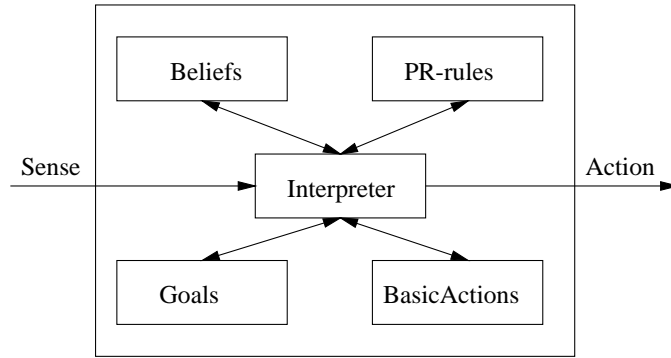 Beliefs
PR-rules
Sense
Interpreter
Action
Goals
BasicActions